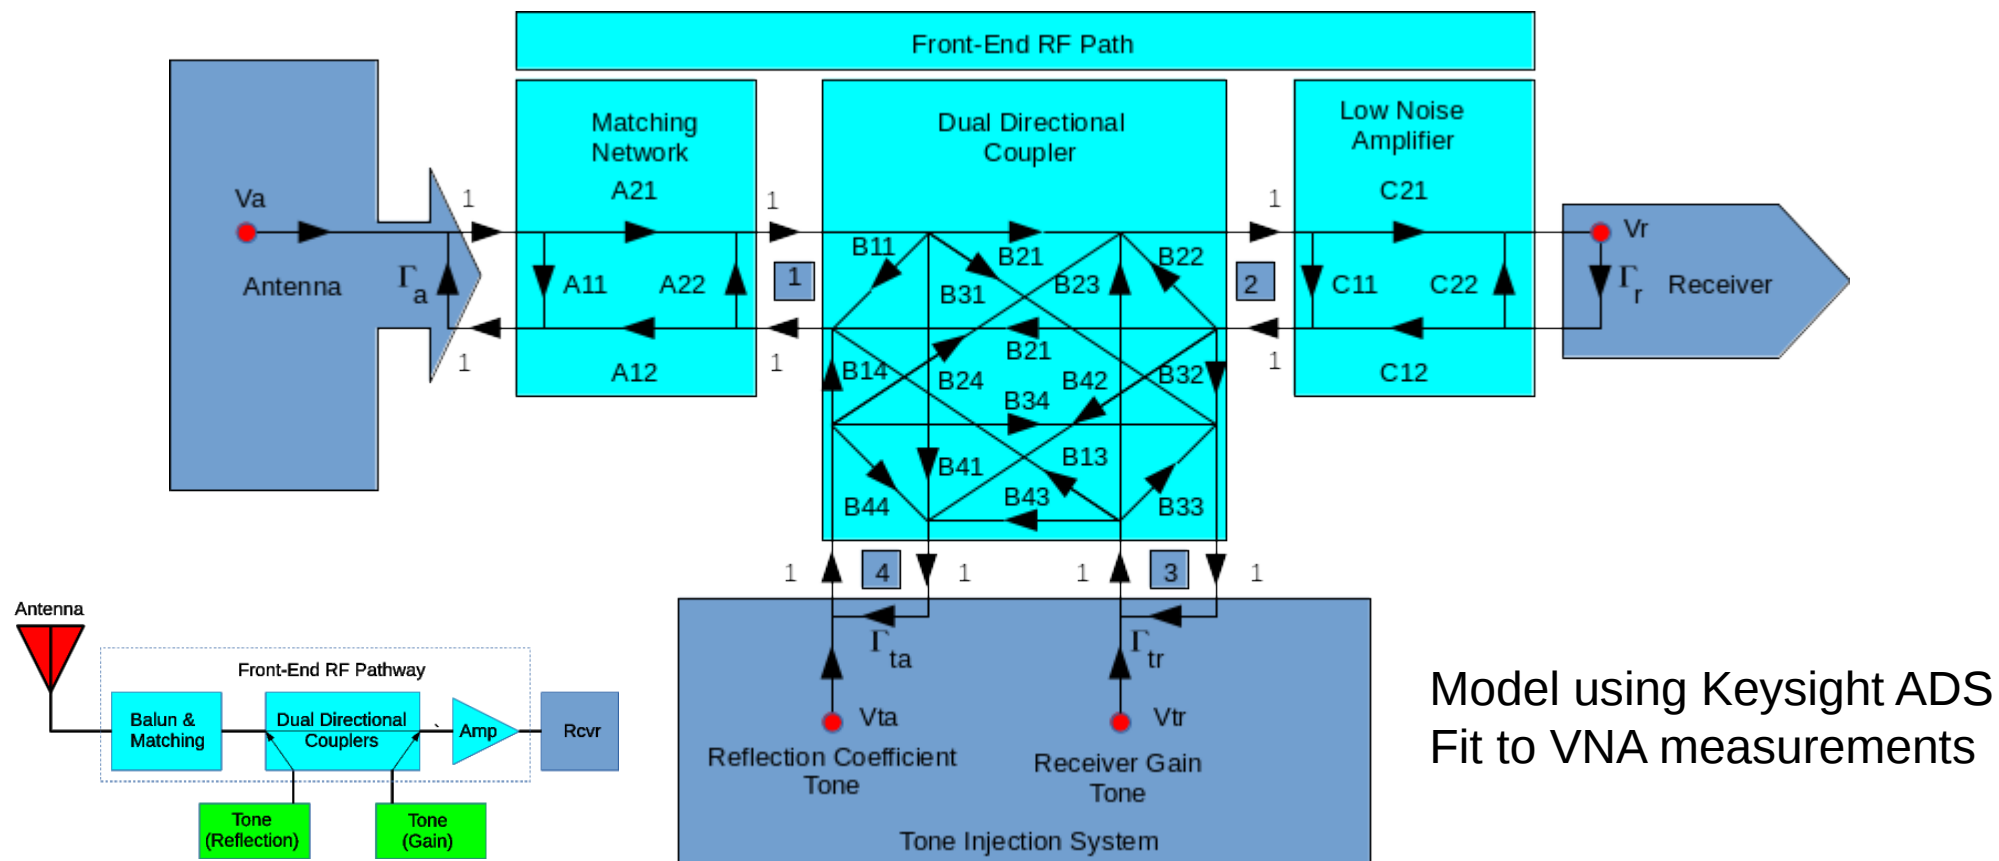 Front-End RF Path
Matching
Network
Dual Directional
Coupler
Low Noise
Amplifier
A21
C21
Va
1
1
1
Vr
B11
B21
B22
Antenna
Γa
A11
A22
1
B31
B23
2
C11
C22
Γr
Receiver
1
A12
1
B21
1
C12
B14
B24
B42
B32
B34
B41
B13
B44
B43
B33
1
4
1
1
3
1
Γta
Γtr
Vta
Vtr
Reflection Coefficient
Tone
Receiver Gain
Tone
Tone Injection System
Antenna
Front-End RF Pathway
Balun &
Matching
Dual Directional
Couplers
`
Amp
Rcvr
Tone
(Reflection)
Tone
(Gain)
Model using Keysight ADS
Fit to VNA measurements